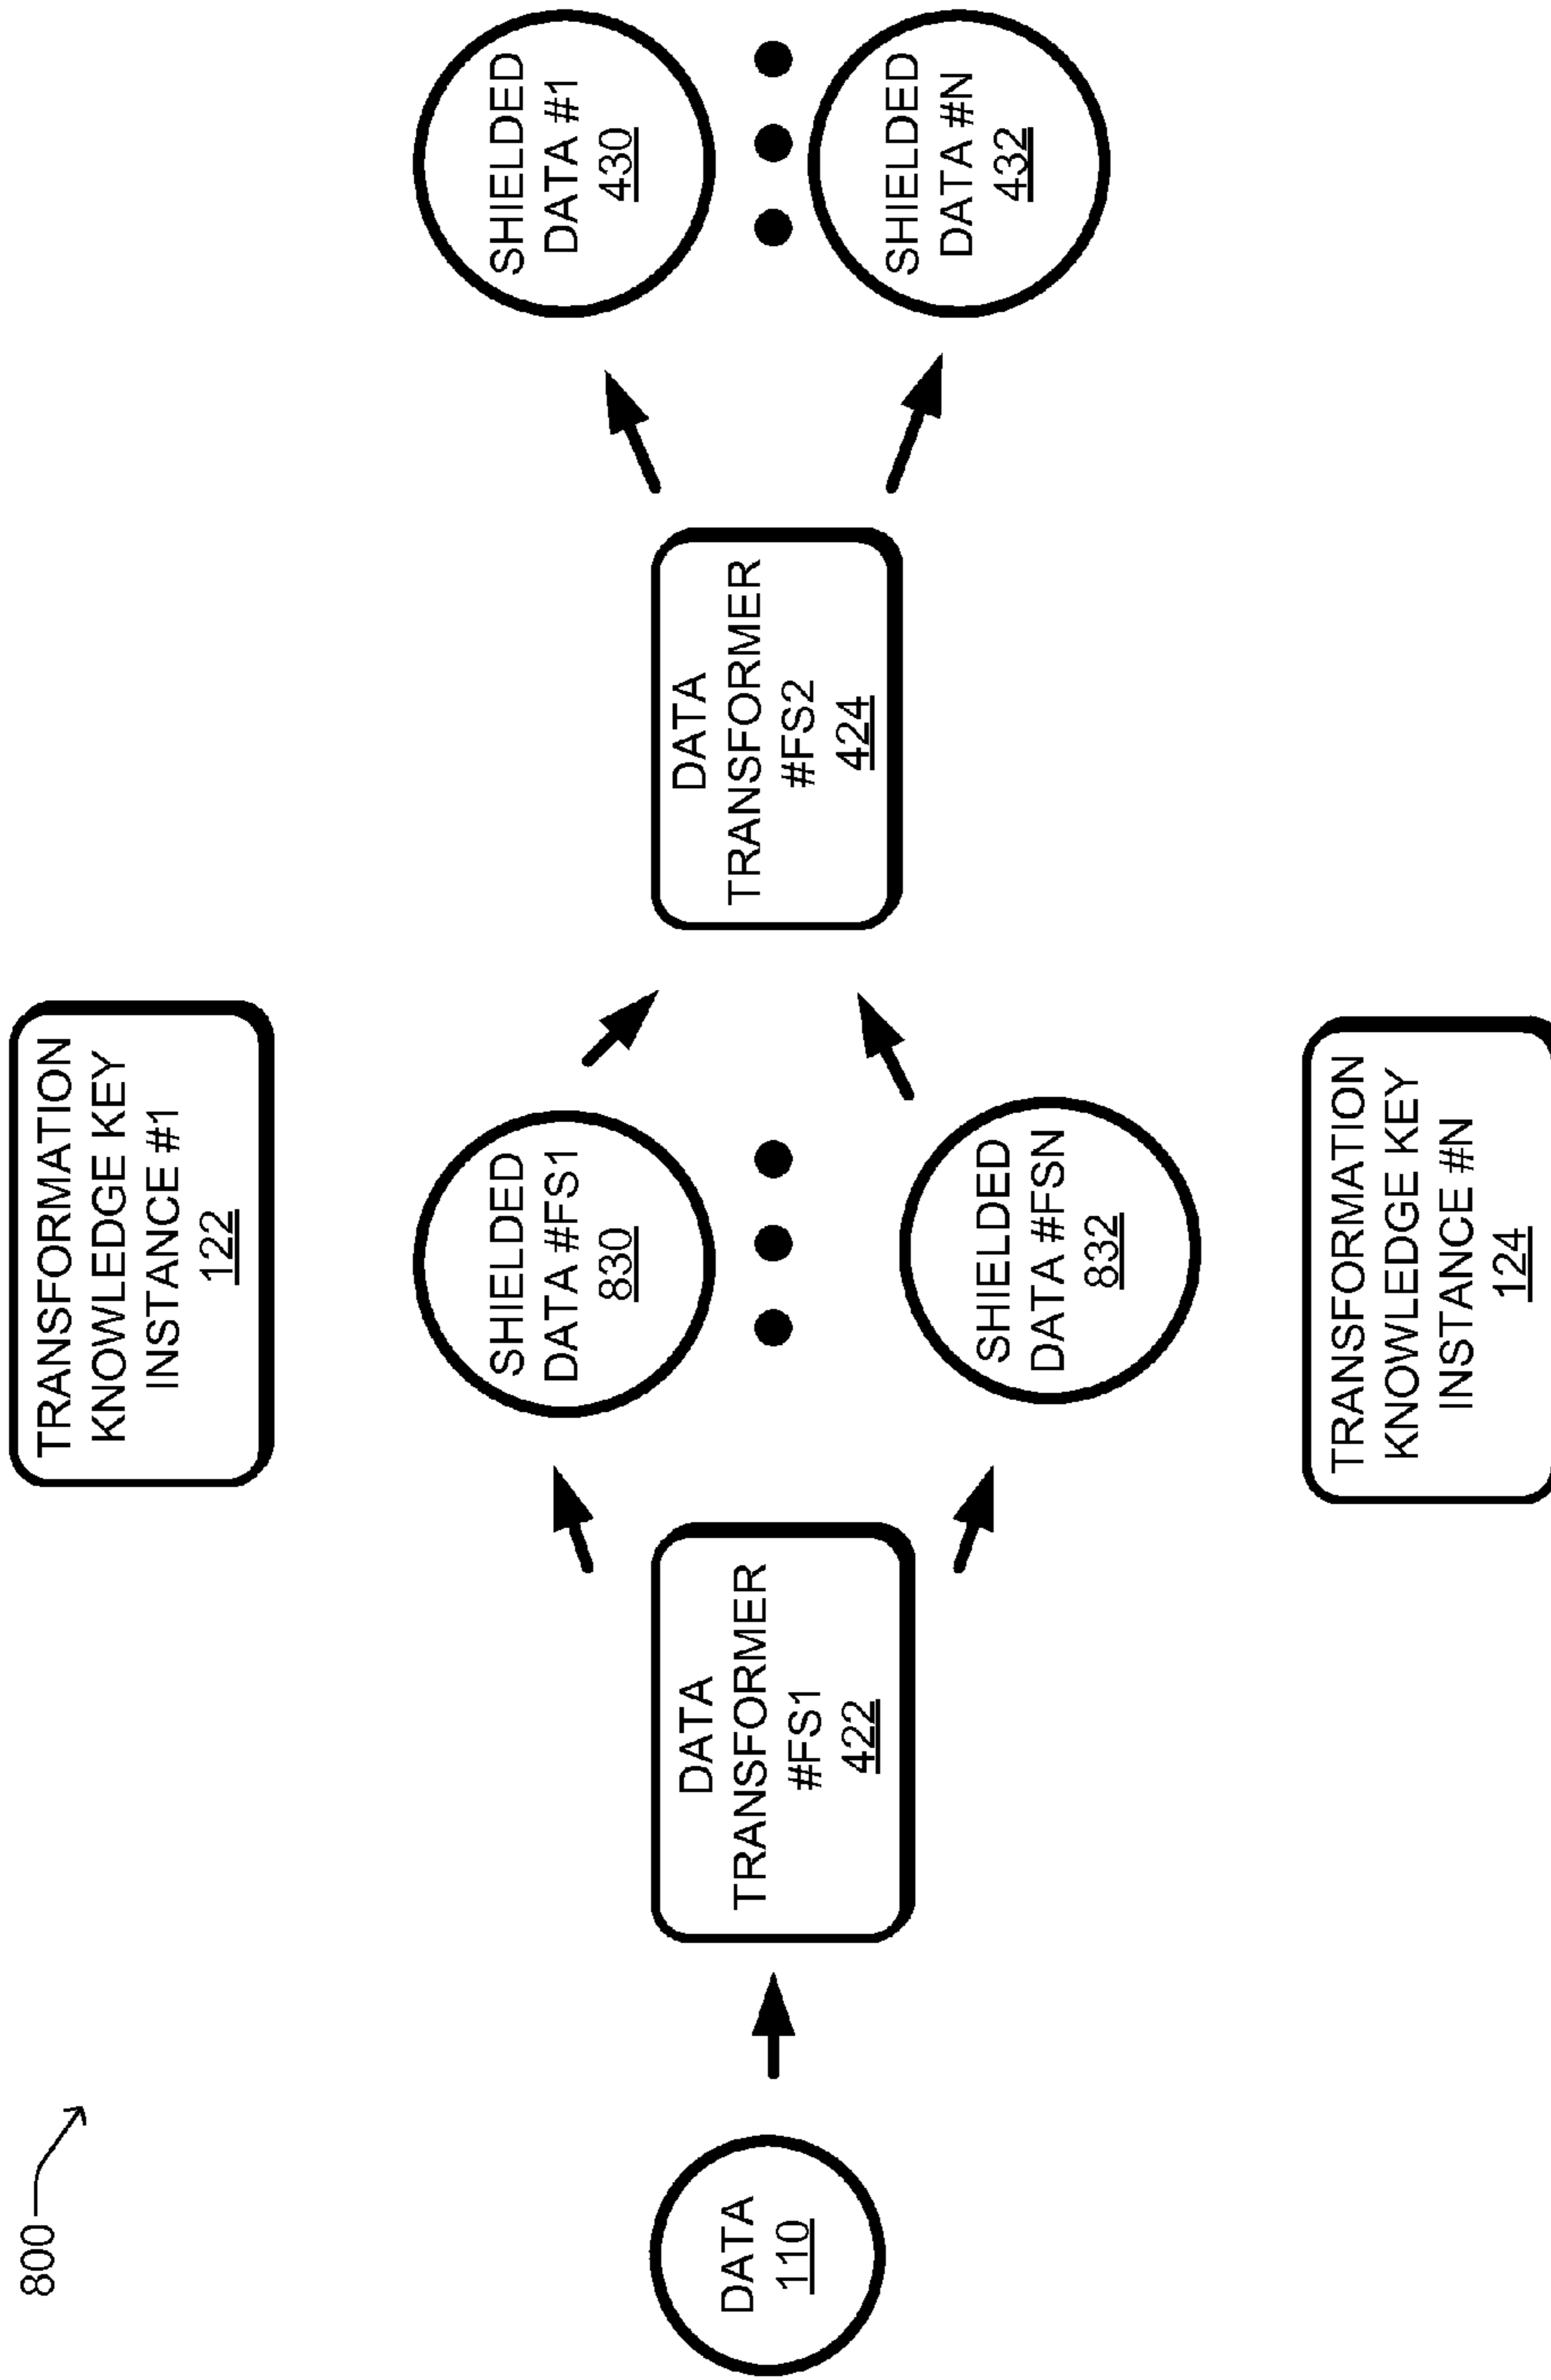 800
TRANSFORMATION
KNOWLEDGE KEY
INSTANCE #1
122
DATA
110
DATA
TRANSFORMER
#FS1
422
SHIELDED
DATA #FS1
830
SHIELDED
DATA #FSN
832
DATA
TRANSFORMER
#FS2
424
SHIELDED
DATA #1
430
SHIELDED
DATA #N
432
TRANSFORMATION
KNOWLEDGE KEY
INSTANCE #N
124